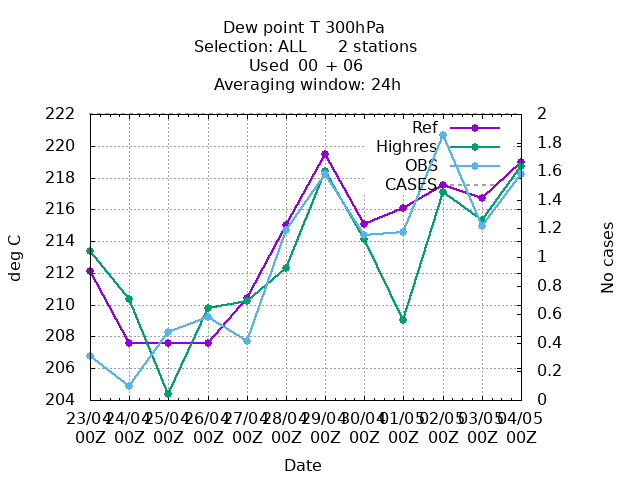 Dew point T 300hPa
Selection: ALL 2 stations
Used 00 + 06
Averaging window: 24h
222
220
218
216
214
212
210
208
206
204
deg C
2
1.8
1.6
1.4
1.2
1
0.8
0.6
0.4
0.2
0
No cases
Ref
Highres
OBS
CASES
23/04 24/04 25/04 26/04 27/04 28/04 29/04 30/04 01/05 02/05 03/05 04/05
00Z 00Z 00Z 00Z 00Z 00Z 00Z 00Z 00Z 00Z 00Z 00Z
Date